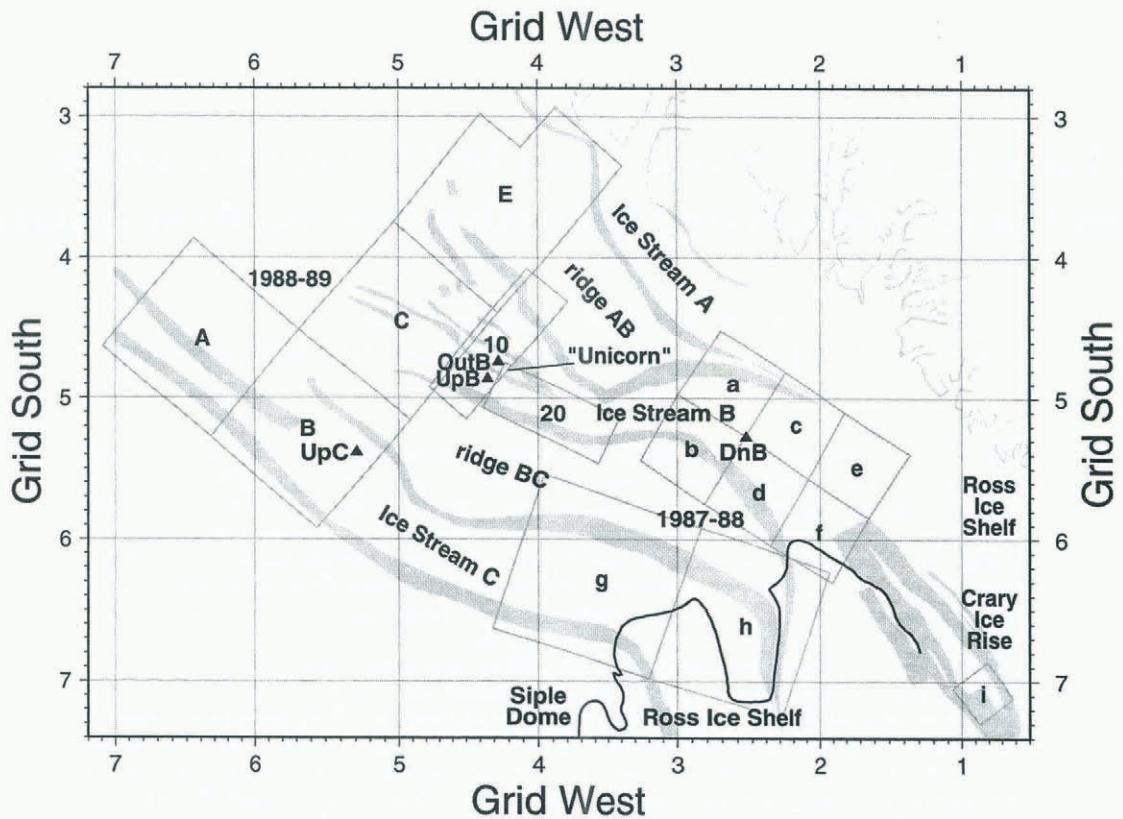 Grid West
7 6 5 4 3 2 1
3 3
E
Ice Stream A
4 4
1988-89
ridge AB
A
C
10
"Unicorn"
OutB
UpB
a
Grid South
Grid South
5 5
20
Ice Stream B
c
B
UpC
b
DnB
e
ridge BC
d
Ross
Ice
Shelf
1987-88
Ice Stream C
f
6 6
g
Crary
Ice
Rise
h
7 7
i
Siple
Dome
Ross Ice Shelf
7 6 5 4 3 2 1
Grid West